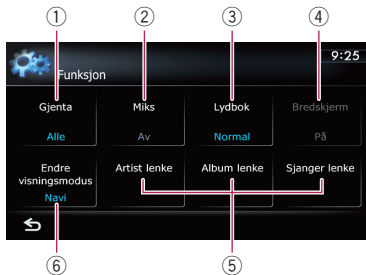 ① ② ③ ④
9:25
Funksjon
Gjenta Miks Lydbok Bredskjerm
Alle Av Normal På
Endre visningsmodus Artist lenke Album lenke Sjanger lenke
Navi
⑥ ⑤